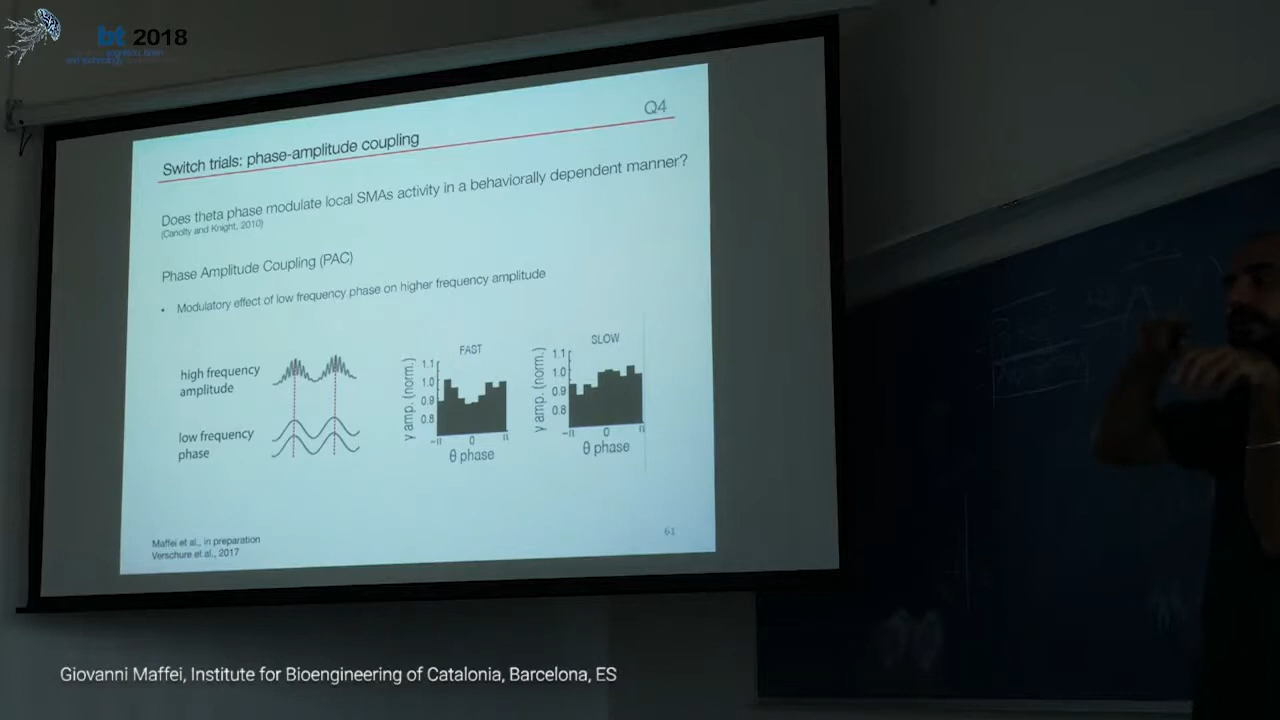 bt 2018
cognition, brain
and technology
Q4
Switch trials: phase-amplitude coupling
Does theta phase modulate local SMAs activity in a behaviorally dependent manner?
(Canolty and Knight, 2010)
Phase Amplitude Coupling (PAC)
• Modulatory effect of low frequency phase on higher frequency amplitude
high frequency
amplitude
low frequency
phase
FAST
γ amp. (norm.)
1.1
1.0
0.9
0.8
-π 0 π
θ phase
SLOW
γ amp. (norm.)
1.1
1.0
0.9
0.8
-π 0 π
θ phase
Maffei et al., in preparation
Verschure et al., 2017
61
Giovanni Maffei, Institute for Bioengineering of Catalonia, Barcelona, ES